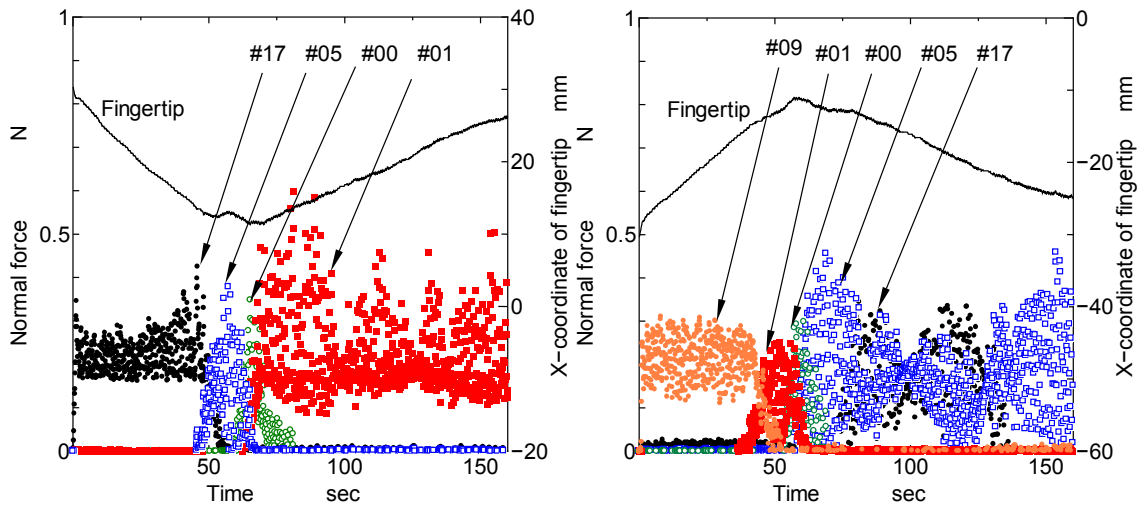 1
0.5
0
Normal force N
#17 #05 #00 #01
Fingertip
40
20
0
−20
X−coordinate of fingertip mm
50 100 150
Time sec
1
0.5
0
Normal force N
#09 #01 #00 #05 #17
Fingertip
0
−20
−40
−60
X−coordinate of fingertip mm
50 100 150
Time sec